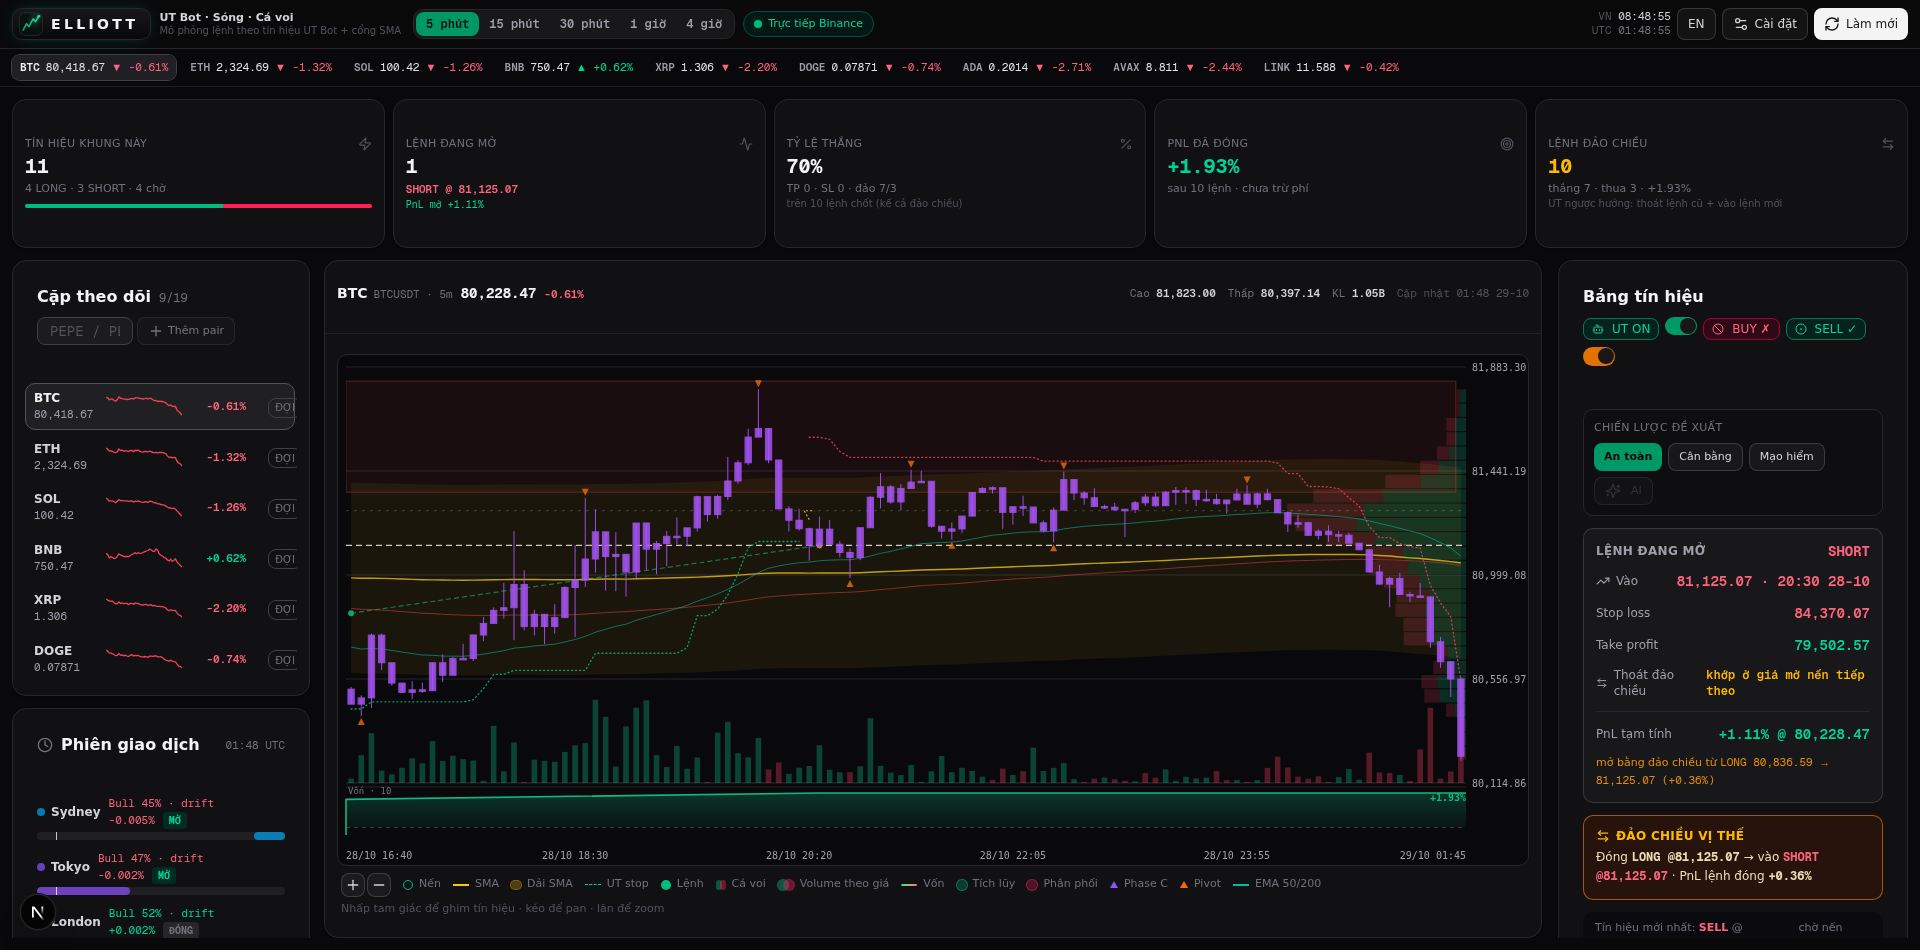 ELLIOTT
UT Bot · Sóng · Cá voi
Mô phỏng lệnh theo tín hiệu UT Bot + cổng SMA
5 phút 15 phút 30 phút 1 giờ 4 giờ
Trực tiếp Binance
VN 08:48:55
UTC 01:48:55
EN
Cài đặt
Làm mới
BTC 80,418.67 ▼ -0.61% ETH 2,324.69 ▼ -1.32% SOL 100.42 ▼ -1.26% BNB 750.47 ▲ +0.62% XRP 1.306 ▼ -2.20% DOGE 0.07871 ▼ -0.74% ADA 0.2014 ▼ -2.71% AVAX 8.811 ▼ -2.44% LINK 11.588 ▼ -0.42%
TÍN HIỆU KHUNG NÀY
11
4 LONG · 3 SHORT · 4 chờ
LỆNH ĐANG MỞ
1
SHORT @ 81,125.07
PnL mở +1.11%
TỶ LỆ THẮNG
70%
TP 0 · SL 0 · đảo 7/3
trên 10 lệnh chốt (kể cả đảo chiều)
PNL ĐÃ ĐÓNG
+1.93%
sau 10 lệnh · chưa trừ phí
LỆNH ĐẢO CHIỀU
10
thắng 7 · thua 3 · +1.93%
UT ngược hướng: thoát lệnh cũ + vào lệnh mới
Cặp theo dõi 9/19
PEPE / PI
+ Thêm pair
BTC
80,418.67
-0.61%
ĐỢI
ETH
2,324.69
-1.32%
ĐỢI
SOL
100.42
-1.26%
ĐỢI
BNB
750.47
+0.62%
ĐỢI
XRP
1.306
-2.20%
ĐỢI
DOGE
0.07871
-0.74%
ĐỢI
Phiên giao dịch 01:48 UTC
Sydney
Bull 45% · drift
-0.005% MỞ
Tokyo
Bull 47% · drift
-0.002% MỞ
London
Bull 52% · drift
+0.002% ĐÓNG
N
BTC BTCUSDT · 5m 80,228.47 -0.61%
Cao 81,823.00 Thấp 80,397.14 KL 1.05B Cập nhật 01:48 29-10
81,883.30
81,441.19
80,999.08
80,556.97
80,114.86
Vốn · 10
+1.93%
28/10 16:40 28/10 18:30 28/10 20:20 28/10 22:05 28/10 23:55 29/10 01:45
+ −
Nến SMA Dải SMA UT stop Lệnh Cá voi Volume theo giá Vốn Tích lũy Phân phối Phase C Pivot EMA 50/200
Nhấp tam giác để ghim tín hiệu · kéo để pan · lăn để zoom
Bảng tín hiệu
UT ON
BUY ✗
SELL ✓
CHIẾN LƯỢC ĐỀ XUẤT
An toàn Cân bằng Mạo hiểm
AI
LỆNH ĐANG MỞ SHORT
Vào 81,125.07 · 20:30 28-10
Stop loss 84,370.07
Take profit 79,502.57
Thoát đảo chiều
khớp ở giá mở nến tiếp theo
PnL tạm tính +1.11% @ 80,228.47
mở bằng đảo chiều từ LONG 80,836.59 →
81,125.07 (+0.36%)
ĐẢO CHIỀU VỊ THẾ
Đóng LONG @81,125.07 → vào SHORT
@81,125.07 · PnL lệnh đóng +0.36%
Tín hiệu mới nhất: SELL @ chờ nến